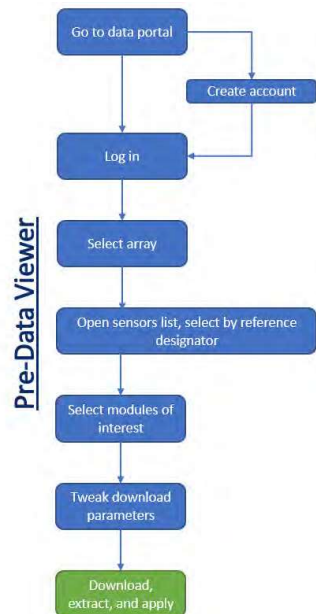 Pre-Data Viewer
Go to data portal
Create account
Log in
Select array
Open sensors list, select by reference
designator
Select modules of
interest
Tweak download
parameters
Download,
extract, and apply